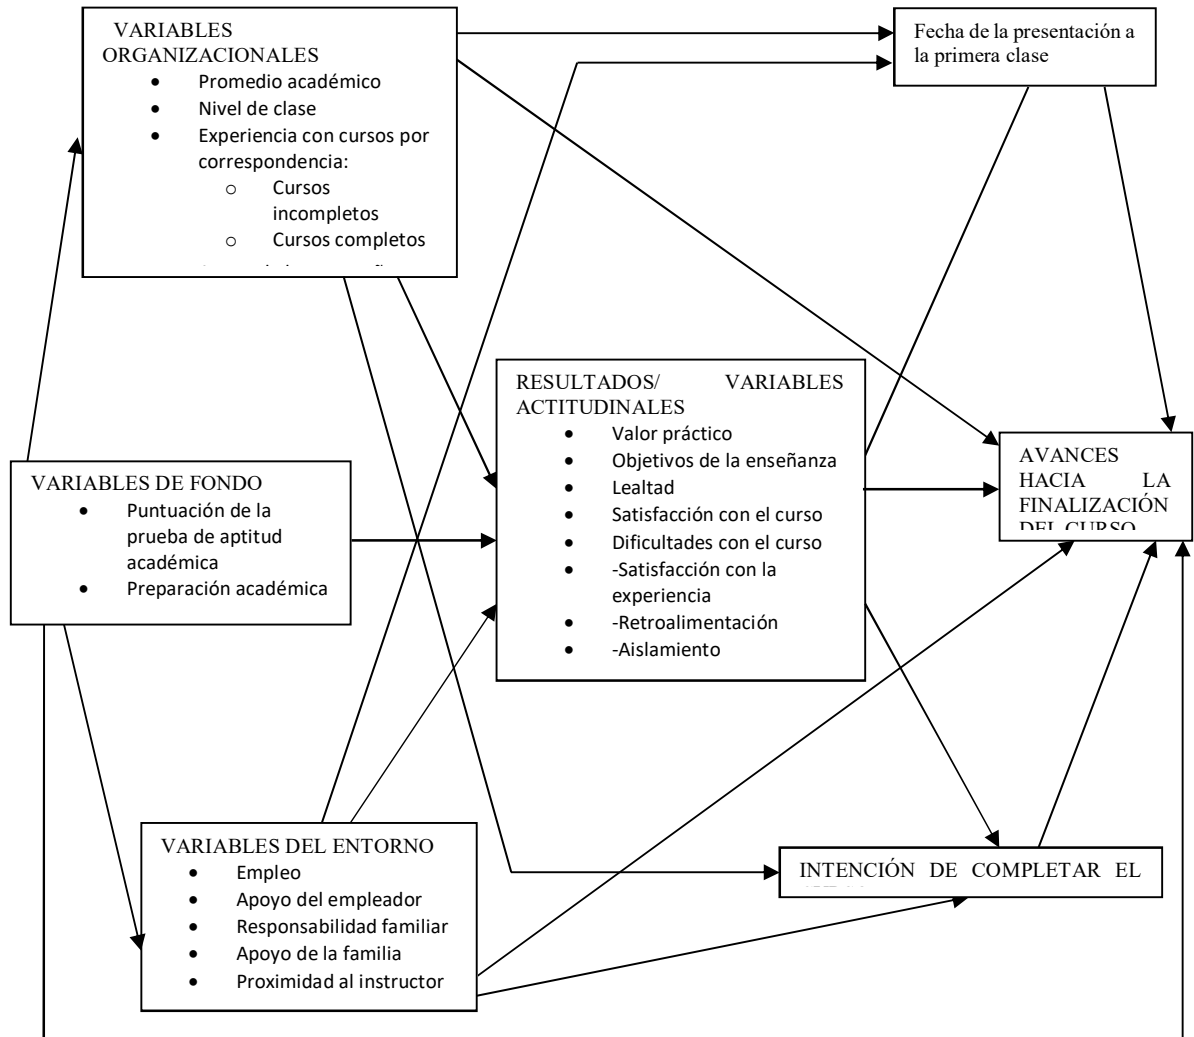 VARIABLES
ORGANIZACIONALES
• Promedio académico
• Nivel de clase
• Experiencia con cursos por
correspondencia:
o Cursos
incompletos
o Cursos completos
Fecha de la presentación a
la primera clase
RESULTADOS/ VARIABLES
ACTITUDINALES
• Valor práctico
• Objetivos de la enseñanza
• Lealtad
• Satisfacción con el curso
• Dificultades con el curso
• -Satisfacción con la
experiencia
• -Retroalimentación
• -Aislamiento
AVANCES
HACIA LA
FINALIZACIÓN
DEL CURSO
VARIABLES DE FONDO
• Puntuación de la
prueba de aptitud
académica
• Preparación académica
VARIABLES DEL ENTORNO
• Empleo
• Apoyo del empleador
• Responsabilidad familiar
• Apoyo de la familia
• Proximidad al instructor
INTENCIÓN DE COMPLETAR EL